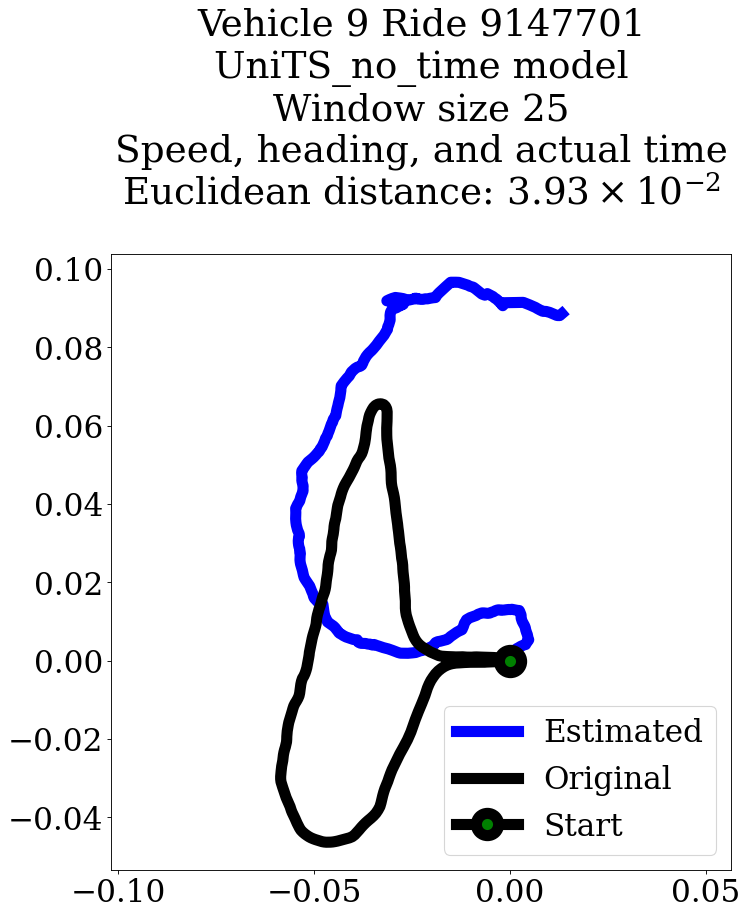 Vehicle 9 Ride 9147701
UniTS_no_time model
Window size 25
Speed, heading, and actual time
Euclidean distance: 3.93 × 10⁻²
0.10
0.08
0.06
0.04
0.02
0.00
−0.02
−0.04
Estimated
Original
Start
−0.10
−0.05
0.00
0.05